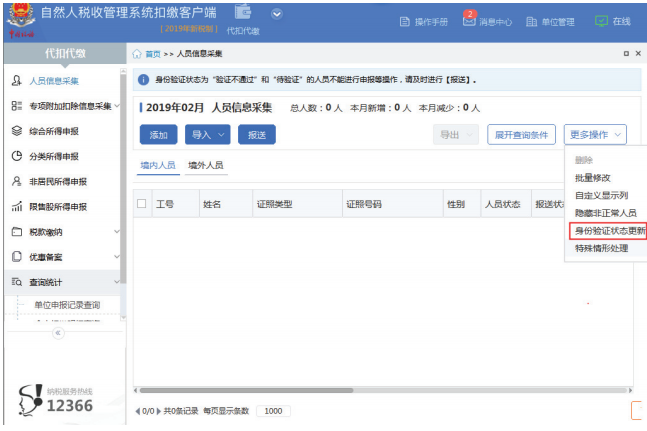 自然人税收管理系统扣缴客户端
[2019年新税制] 代扣代缴
操作手册 2 消息中心 单位管理 在线
代扣代缴
首页 >> 人员信息采集
人员信息采集
专项附加扣除信息采集
综合所得申报
分类所得申报
非居民所得申报
限售股所得申报
税款缴纳
优惠备案
查询统计
单位申报记录查询
纳税服务热线
12366
身份验证状态为“验证不通过”和“待验证”的人员不能进行申报等操作，请及时进行【报送】.
2019年02月 人员信息采集 总人数：0人 本月新增：0人 本月减少：0人
添加 导入 报送 导出 展开查询条件 更多操作
删除
批量修改
自定义显示列
隐藏非正常人员
身份验证状态更新
特殊情形处理
境内人员 境外人员
工号 姓名 证照类型 证照号码 性别 人员状态 报送状
0/0 共0条记录 每页显示条数 1000